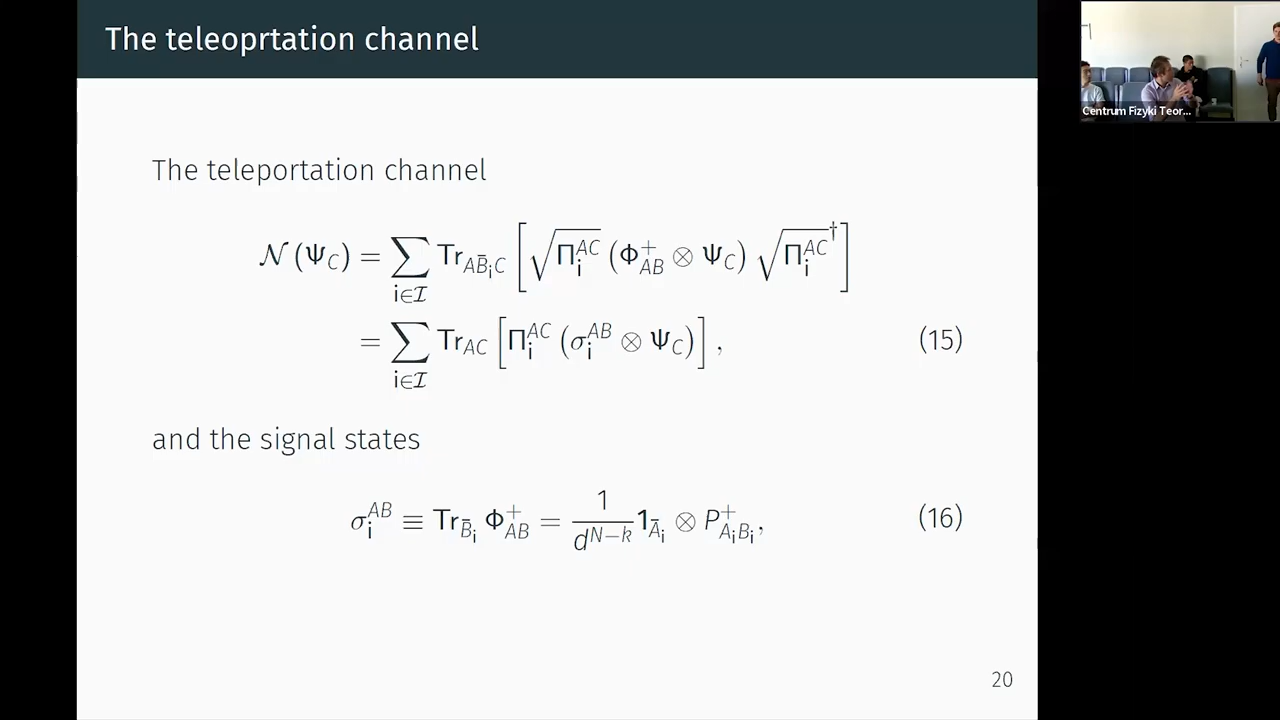 The teleoprtation channel
Centrum Fizyki Teor...
The teleportation channel
𝒩 (Ψ_C) = ∑_{i∈ℐ} Tr_{AB̄_iC} [ √Π_i^{AC} (Φ^+_{AB} ⊗ Ψ_C) √Π_i^{AC}^† ]
= ∑_{i∈ℐ} Tr_{AC} [ Π_i^{AC} (σ_i^{AB} ⊗ Ψ_C) ] , (15)
and the signal states
σ_i^{AB} ≡ Tr_{B̄_i} Φ^+_{AB} = 1/d^{N−k} 𝟏_{Ā_i} ⊗ P^+_{A_iB_i}, (16)
20